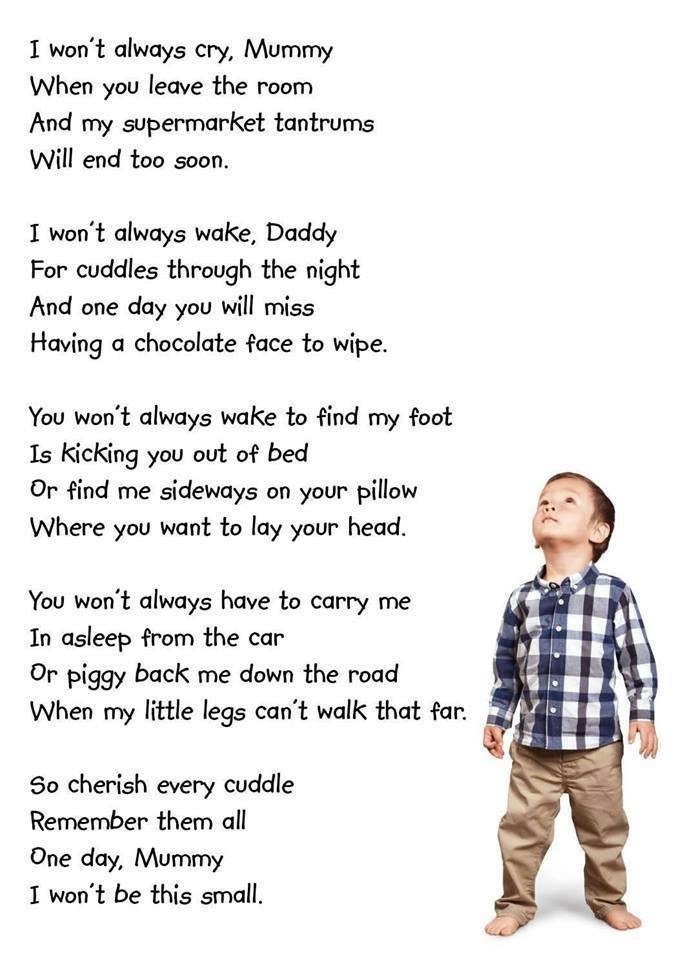 I won't always cry, Mummy
When you leave the room
And my supermarket tantrums
Will end too soon.
I won't always wake, Daddy
For cuddles through the night
And one day you will miss
Having a chocolate face to wipe.
You won't always wake to find my foot
Is kicking you out of bed
Or find me sideways on your pillow
Where you want to lay your head.
You won't always have to carry me
In asleep from the car
Or piggy back me down the road
When my little legs can't walk that far.
So cherish every cuddle
Remember them all
One day, Mummy
I won't be this small.